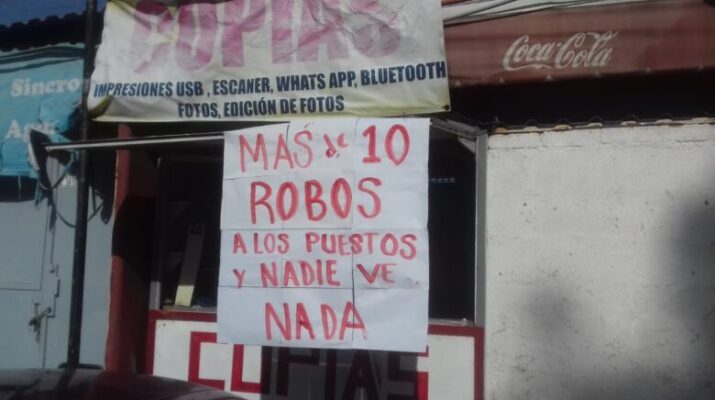 COPIAS
IMPRESIONES USB , ESCANER, WHATS APP, BLUETOOTH
FOTOS, EDICIÓN DE FOTOS
Coca-Cola
Sincron
MAS de 10
ROBOS
A LOS PUESTOS
Y NADIE VE
NADA
COPIAS